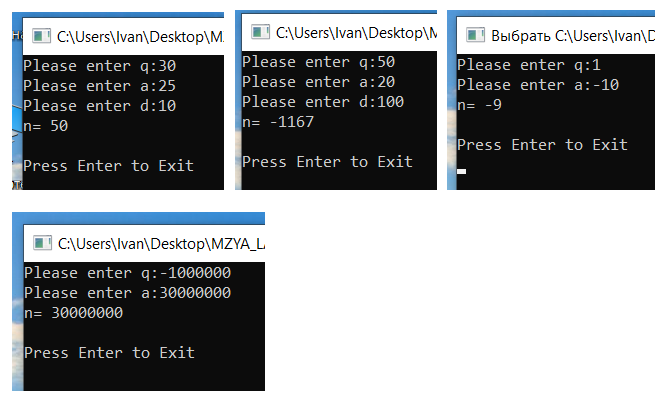 C:\Users\Ivan\Desktop\MZ
Please enter q:30
Please enter a:25
Please enter d:10
n= 50
Press Enter to Exit
C:\Users\Ivan\Desktop\M
Please enter q:50
Please enter a:20
Please enter d:100
n= -1167
Press Enter to Exit
Выбрать C:\Users\Ivan\D
Please enter q:1
Please enter a:-10
n= -9
Press Enter to Exit
C:\Users\Ivan\Desktop\MZYA_LA
Please enter q:-1000000
Please enter a:30000000
n= 30000000
Press Enter to Exit